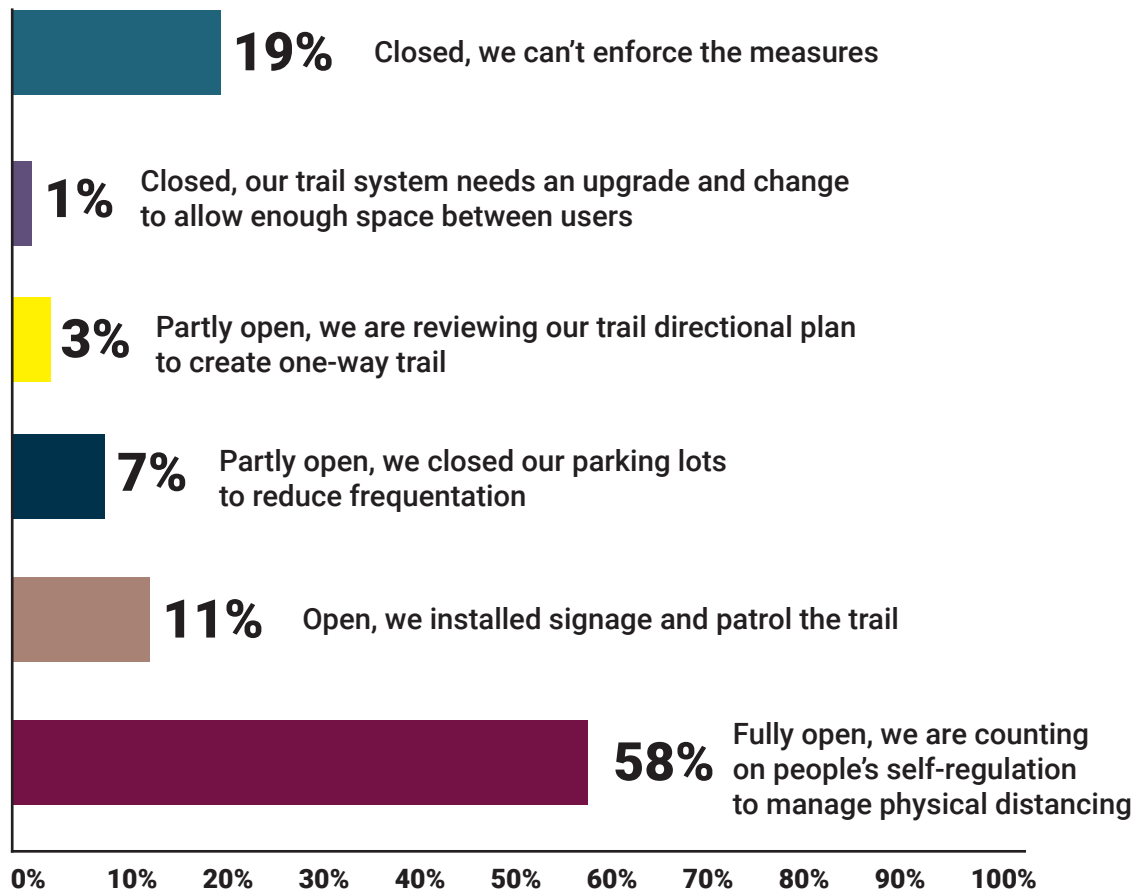 19% Closed, we can’t enforce the measures
1% Closed, our trail system needs an upgrade and change
to allow enough space between users
3% Partly open, we are reviewing our trail directional plan
to create one-way trail
7% Partly open, we closed our parking lots
to reduce frequentation
11% Open, we installed signage and patrol the trail
58% Fully open, we are counting
on people’s self-regulation
to manage physical distancing
0% 10% 20% 30% 40% 50% 60% 70% 80% 90% 100%